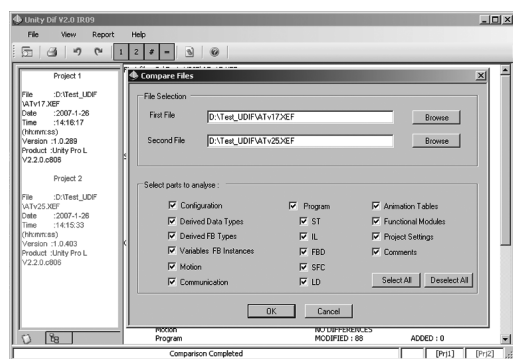 Unity Dif V2.0 IR09
File View Report Help
1 2 # =
Project 1
File :D:\Test_UDIF
\ATv17.XEF
Date :2007-1-26
Time :14:16:17
(hh:mm:ss)
Version :1.0.289
Product :Unity Pro L
V2.2.0.c806
Project 2
File :D:\Test_UDIF
\ATv25.XEF
Date :2007-1-26
Time :14:15:33
(hh:mm:ss)
Version :1.0.403
Product :Unity Pro L
V2.2.0.c806
Compare Files
File Selection
First File D:\Test_UDIF\ATv17.XEF Browse
Second File D:\Test_UDIF\ATv25.XEF Browse
Select parts to analyse :
Configuration Program Animation Tables
Derived Data Types ST Functional Modules
Derived FB Types IL Project Settings
Variables FB Instances FBD Comments
Motion SFC
Communication LD Select All Deselect All
OK Cancel
Motion NO DIFFERENCES
Program MODIFIED : 88 ADDED : 0
Comparison Completed [Prj1] [Prj2]